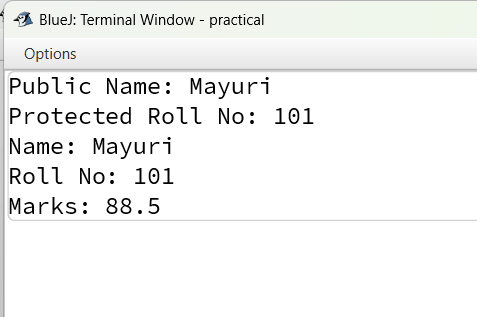 BlueJ: Terminal Window - practical
Options
Public Name: Mayuri
Protected Roll No: 101
Name: Mayuri
Roll No: 101
Marks: 88.5